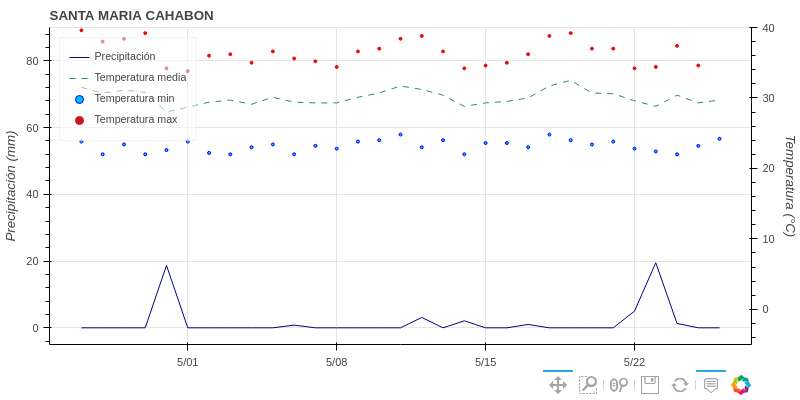 SANTA MARIA CAHABON
Precipitación
Temperatura media
Temperatura min
Temperatura max
Precipitación (mm)
80
60
40
20
0
Temperatura (°C)
40
30
20
10
0
5/01
5/08
5/15
5/22